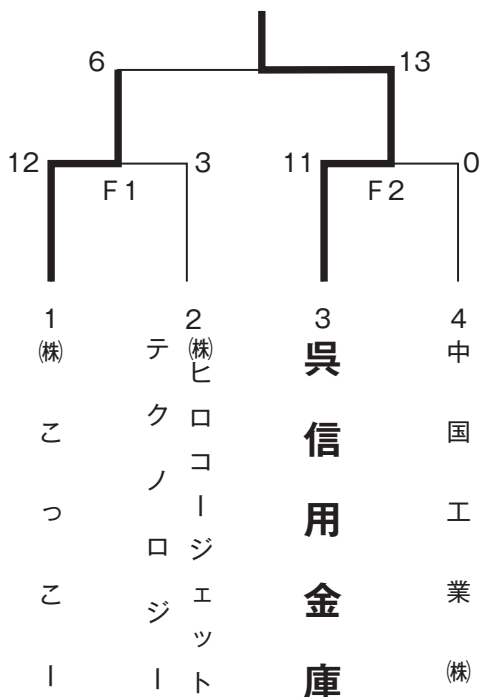 6 13
12 3 11 0
F1 F2
1 2 3 4
㈱こっこー
㈱ヒロコージェット
テクノロジー
呉信用金庫
中国工業㈱